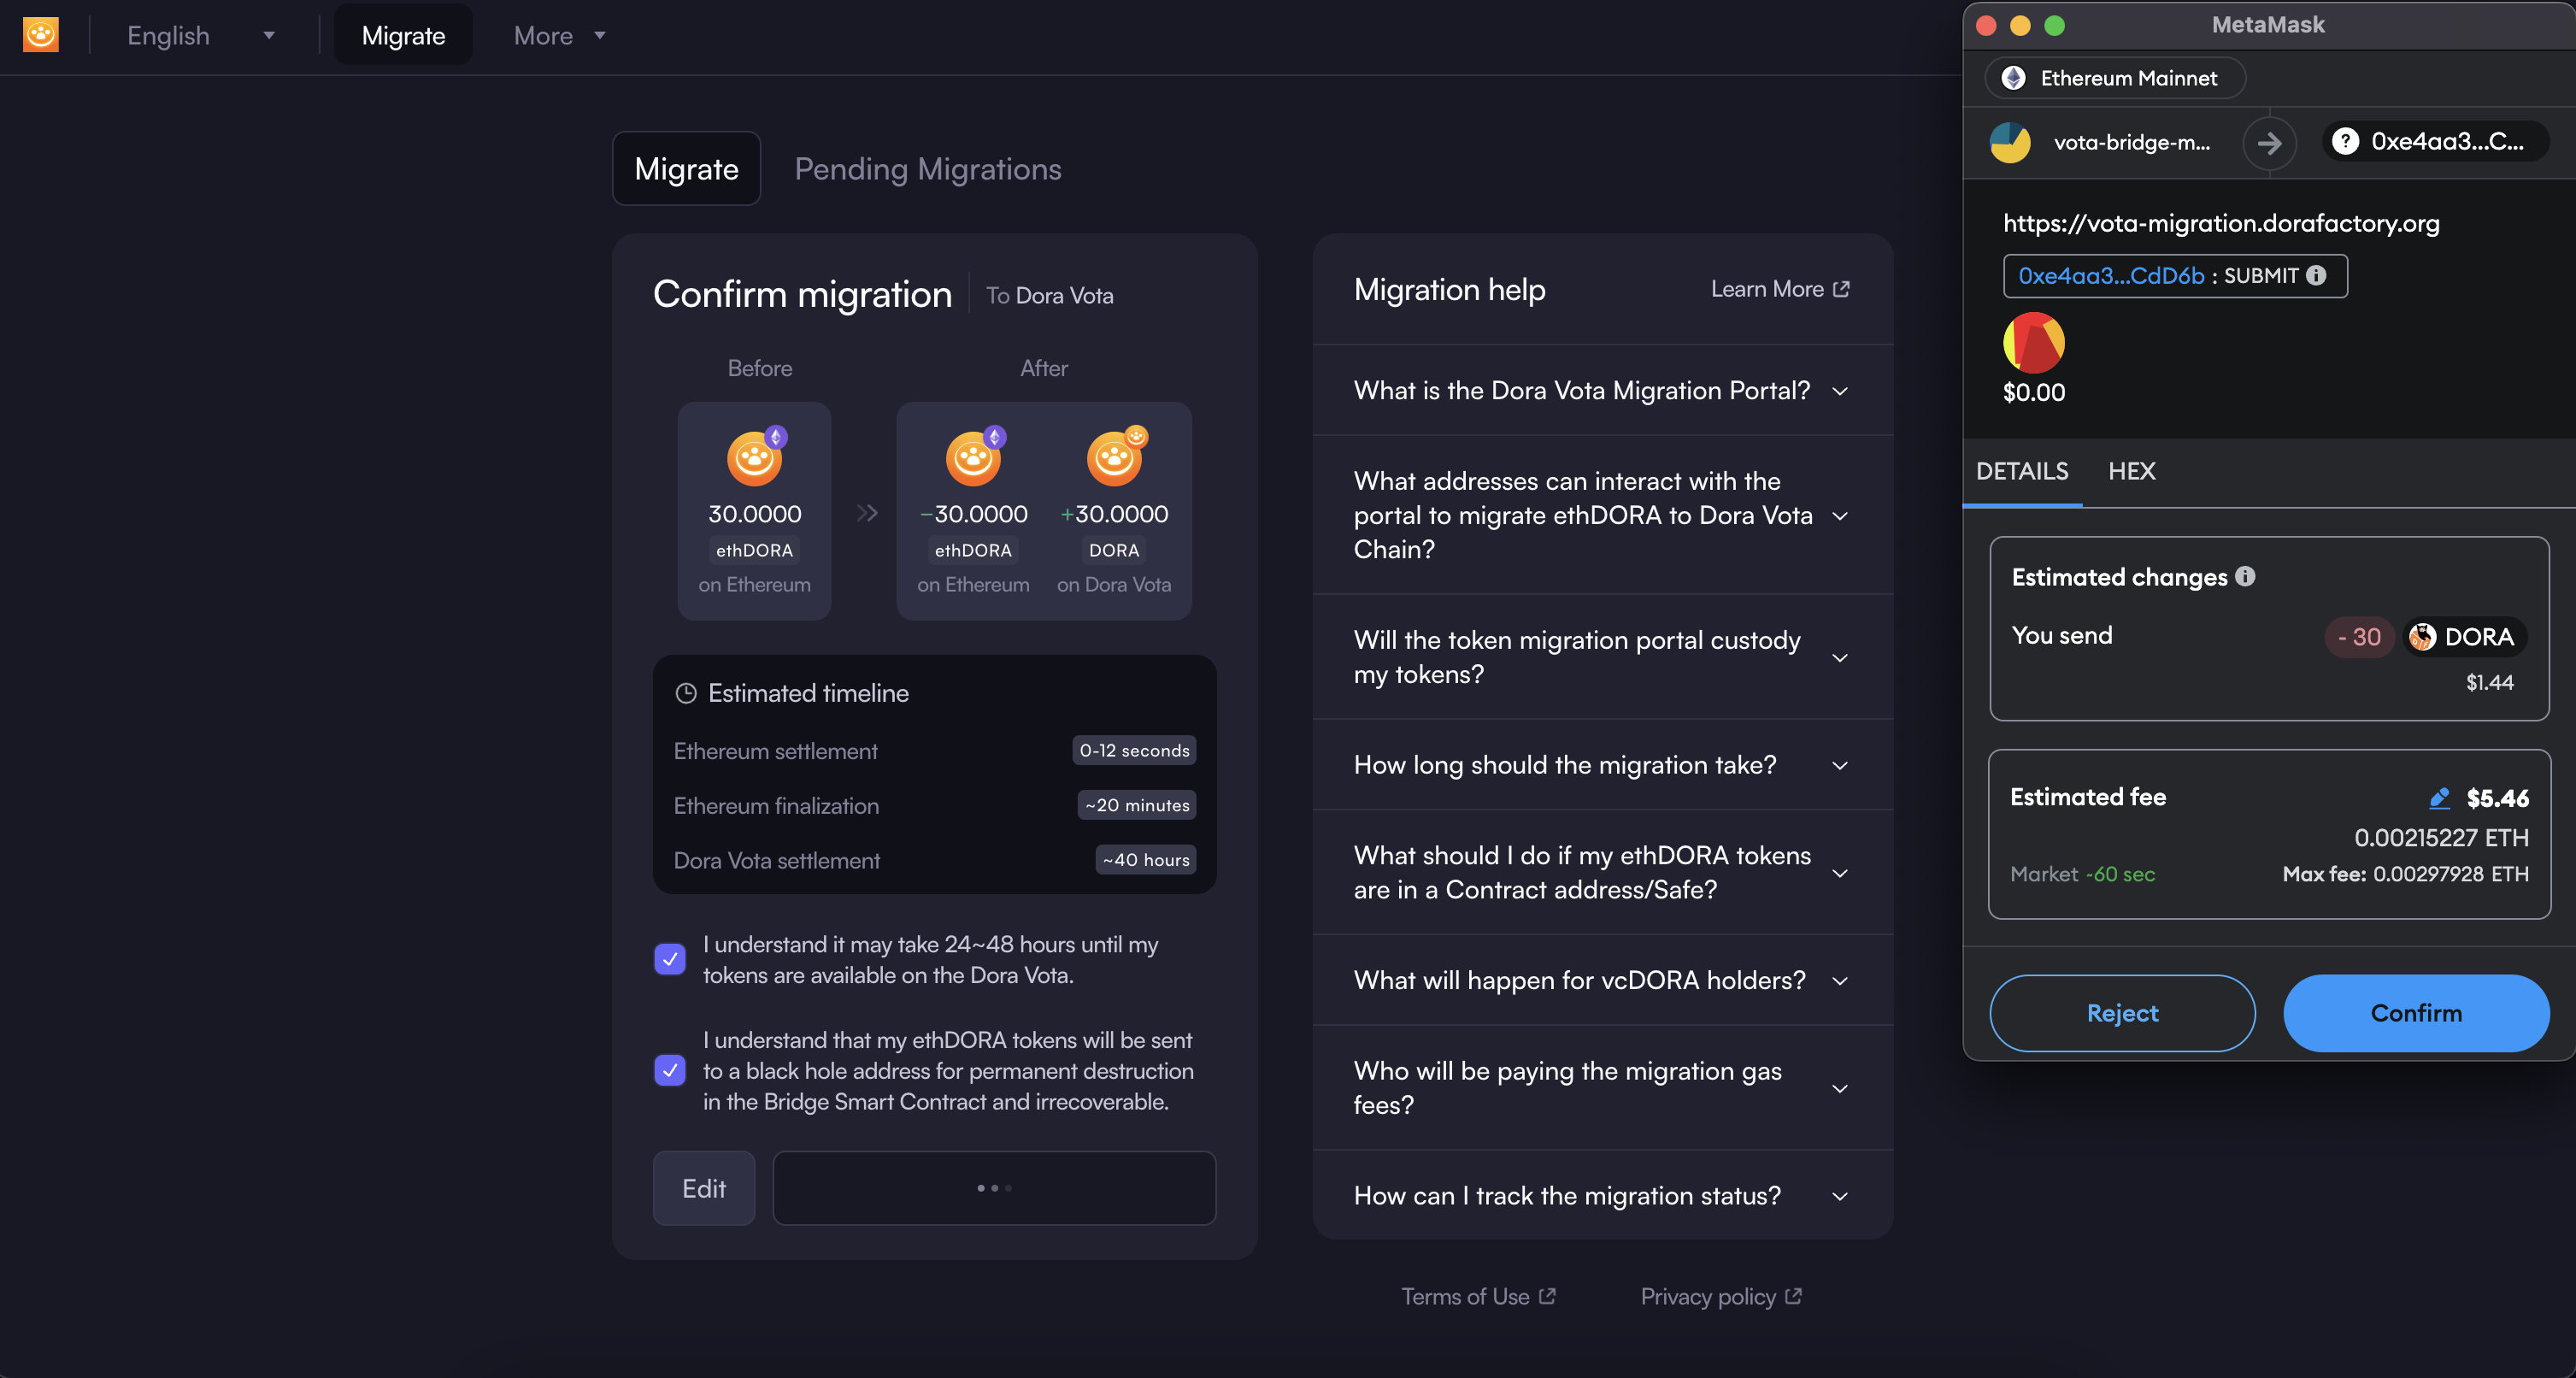 English
Migrate
More
Migrate
Pending Migrations
Confirm migration
To Dora Vota
Before
After
30.0000
ethDORA
on Ethereum
−30.0000
ethDORA
on Ethereum
+30.0000
DORA
on Dora Vota
Estimated timeline
Ethereum settlement
0-12 seconds
Ethereum finalization
~20 minutes
Dora Vota settlement
~40 hours
I understand it may take 24~48 hours until my
tokens are available on the Dora Vota.
I understand that my ethDORA tokens will be sent
to a black hole address for permanent destruction
in the Bridge Smart Contract and irrecoverable.
Edit
Migration help
Learn More
What is the Dora Vota Migration Portal?
What addresses can interact with the
portal to migrate ethDORA to Dora Vota
Chain?
Will the token migration portal custody
my tokens?
How long should the migration take?
What should I do if my ethDORA tokens
are in a Contract address/Safe?
What will happen for vcDORA holders?
Who will be paying the migration gas
fees?
How can I track the migration status?
Terms of Use
Privacy policy
MetaMask
Ethereum Mainnet
vota-bridge-m...
0xe4aa3...C...
https://vota-migration.dorafactory.org
0xe4aa3...CdD6b : SUBMIT
$0.00
DETAILS
HEX
Estimated changes
You send
- 30
DORA
$1.44
Estimated fee
$5.46
0.00215227 ETH
Market ~60 sec
Max fee: 0.00297928 ETH
Reject
Confirm